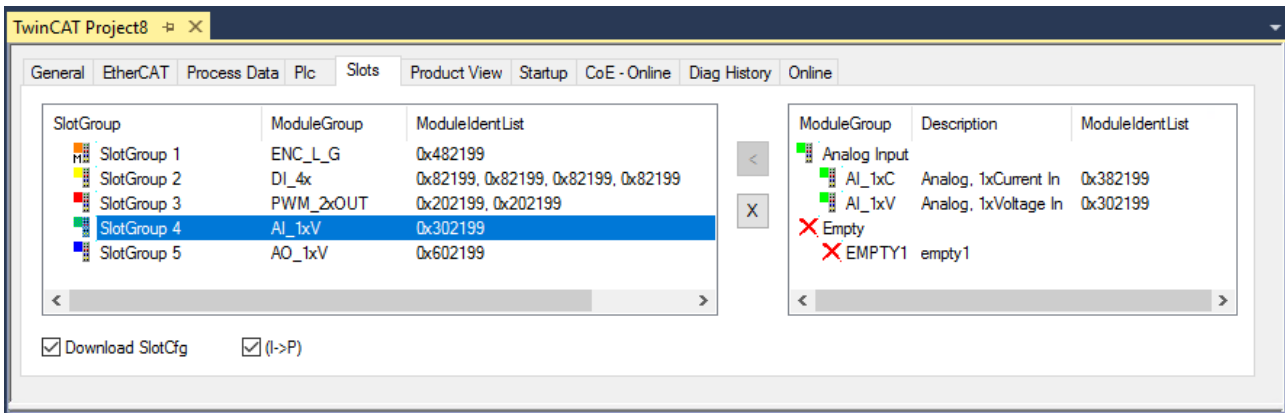 TwinCAT Project8
General EtherCAT Process Data Plc Slots Product View Startup CoE - Online Diag History Online
SlotGroup ModuleGroup ModuleIdentList
SlotGroup 1 ENC_L_G 0x482199
SlotGroup 2 DI_4x 0x82199, 0x82199, 0x82199, 0x82199
SlotGroup 3 PWM_2xOUT 0x202199, 0x202199
SlotGroup 4 AI_1xV 0x302199
SlotGroup 5 AO_1xV 0x602199
<
X
ModuleGroup Description ModuleIdentList
Analog Input
AI_1xC Analog, 1xCurrent In 0x382199
AI_1xV Analog, 1xVoltage In 0x302199
Empty
EMPTY1 empty1
Download SlotCfg (I->P)